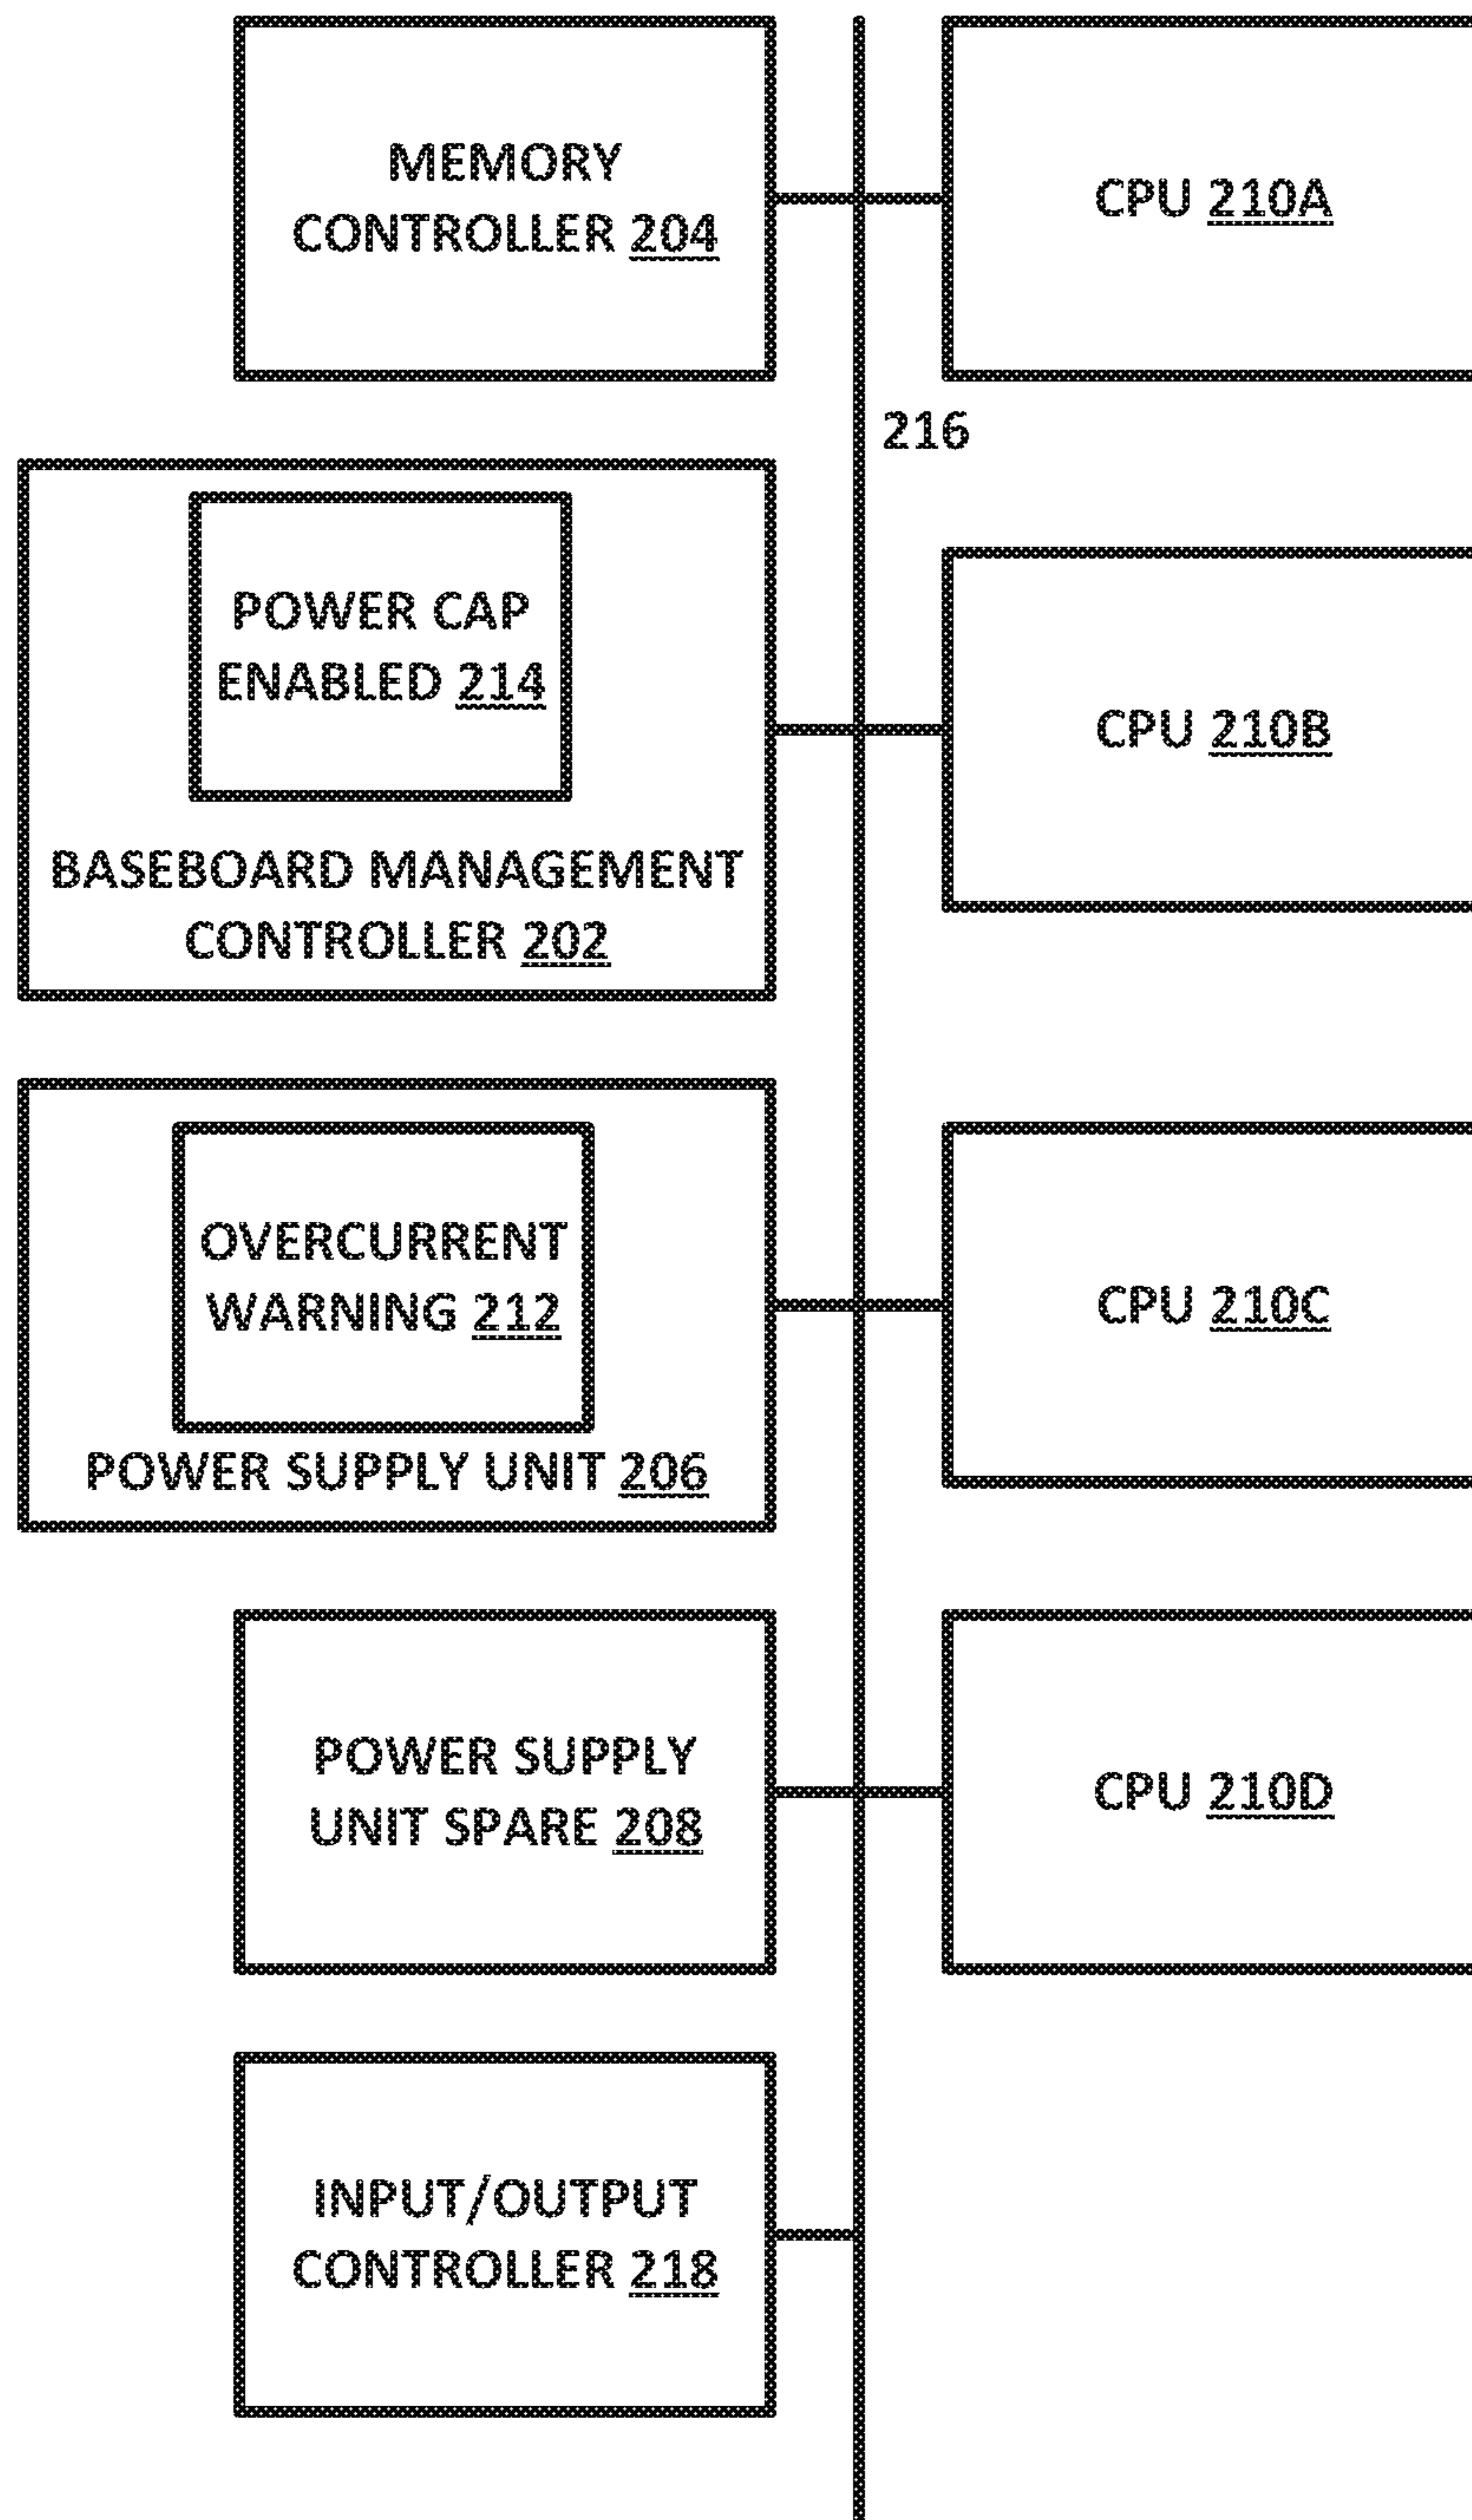 MEMORY
CONTROLLER 204
CPU 210A
216
POWER CAP
ENABLED 214
BASEBOARD MANAGEMENT
CONTROLLER 202
CPU 210B
OVERCURRENT
WARNING 212
POWER SUPPLY UNIT 206
CPU 210C
POWER SUPPLY
UNIT SPARE 208
CPU 210D
INPUT/OUTPUT
CONTROLLER 218